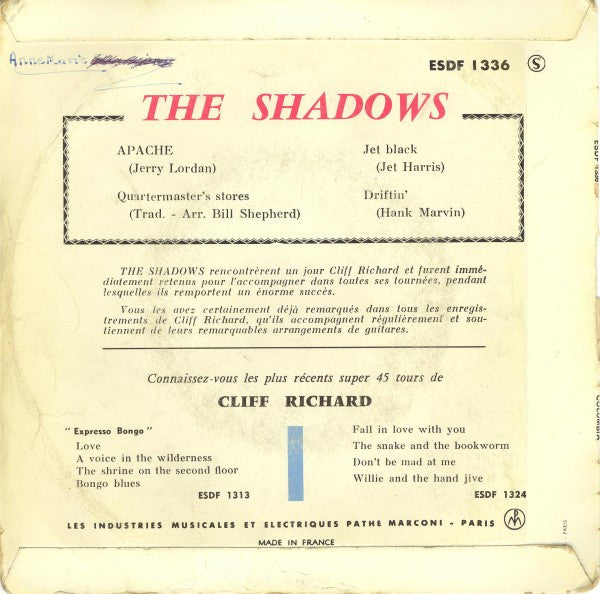 AnneMarie
ESDF 1336 S
THE SHADOWS
APACHE
(Jerry Lordan)
Quartermaster's stores
(Trad. - Arr. Bill Shepherd)
Jet black
(Jet Harris)
Driftin'
(Hank Marvin)
THE SHADOWS rencontrèrent un jour Cliff Richard et furent immé-
diatement retenus pour l'accompagner dans toutes ses tournées, pendant
lesquelles ils remportent un énorme succès.
Vous les avez certainement déjà remarqués dans tous les enregis-
trements de Cliff Richard, qu'ils accompagnent régulièrement et sou-
tiennent de leurs remarquables arrangements de guitares.
Connaissez-vous les plus récents super 45 tours de
CLIFF RICHARD
" Expresso Bongo "
Love
A voice in the wilderness
The shrine on the second floor
Bongo blues
ESDF 1313
Fall in love with you
The snake and the bookworm
Don't be mad at me
Willie and the hand jive
ESDF 1324
LES INDUSTRIES MUSICALES ET ELECTRIQUES PATHE MARCONI - PARIS
MADE IN FRANCE
ESDF 1336
COLUMBIA
PARIS